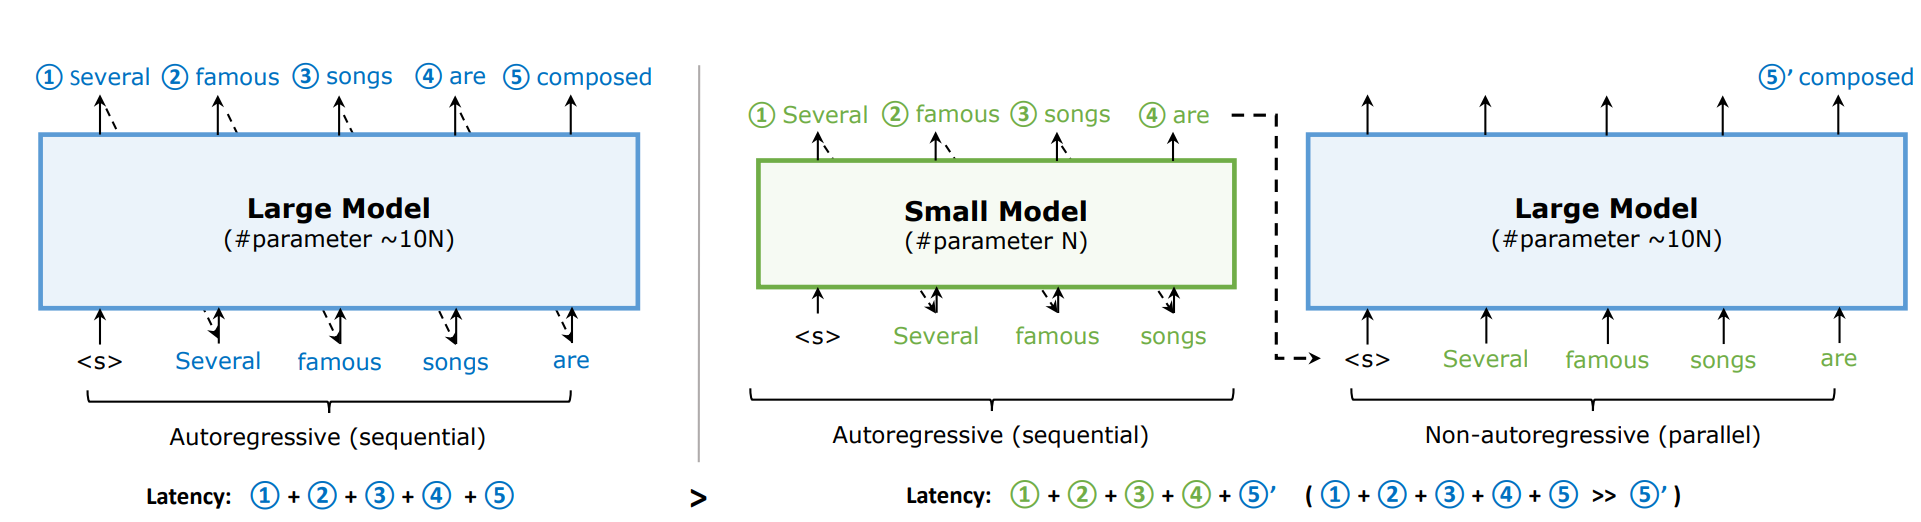 ① Several ② famous ③ songs ④ are ⑤ composed
Large Model
(#parameter ~10N)
<s> Several famous songs are
Autoregressive (sequential)
Latency: ① + ② + ③ + ④ + ⑤
>
① Several ② famous ③ songs ④ are
Small Model
(#parameter N)
<s> Several famous songs
Autoregressive (sequential)
⑤’ composed
Large Model
(#parameter ~10N)
<s> Several famous songs are
Non-autoregressive (parallel)
Latency: ① + ② + ③ + ④ + ⑤’ ( ① + ② + ③ + ④ + ⑤ >> ⑤’ )